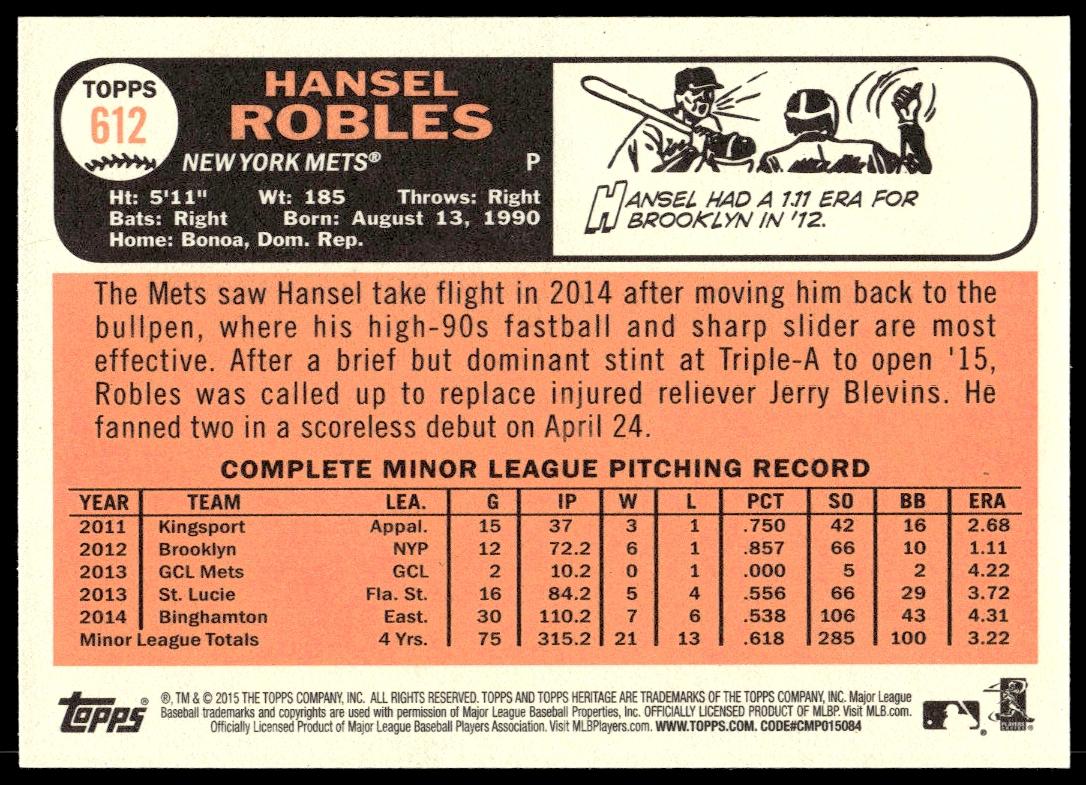 TOPPS
612
HANSEL
ROBLES
NEW YORK METS® P
Ht: 5'11" Wt: 185 Throws: Right
Bats: Right Born: August 13, 1990
Home: Bonoa, Dom. Rep.
HANSEL HAD A 1.11 ERA FOR
BROOKLYN IN '12.
The Mets saw Hansel take flight in 2014 after moving him back to the
bullpen, where his high-90s fastball and sharp slider are most
effective. After a brief but dominant stint at Triple-A to open '15,
Robles was called up to replace injured reliever Jerry Blevins. He
fanned two in a scoreless debut on April 24.
COMPLETE MINOR LEAGUE PITCHING RECORD
YEAR TEAM LEA. G IP W L PCT SO BB ERA
2011 Kingsport Appal. 15 37 3 1 .750 42 16 2.68
2012 Brooklyn NYP 12 72.2 6 1 .857 66 10 1.11
2013 GCL Mets GCL 2 10.2 0 1 .000 5 2 4.22
2013 St. Lucie Fla. St. 16 84.2 5 4 .556 66 29 3.72
2014 Binghamton East. 30 110.2 7 6 .538 106 43 4.31
Minor League Totals 4 Yrs. 75 315.2 21 13 .618 285 100 3.22
topps®
®, TM & © 2015 THE TOPPS COMPANY, INC. ALL RIGHTS RESERVED. TOPPS AND TOPPS HERITAGE ARE TRADEMARKS OF THE TOPPS COMPANY, INC. Major League
Baseball trademarks and copyrights are used with permission of Major League Baseball Properties, Inc. OFFICIALLY LICENSED PRODUCT OF MLBP. Visit MLB.com.
Officially Licensed Product of Major League Baseball Players Association. Visit MLBPlayers.com. WWW.TOPPS.COM. CODE#CMP015084